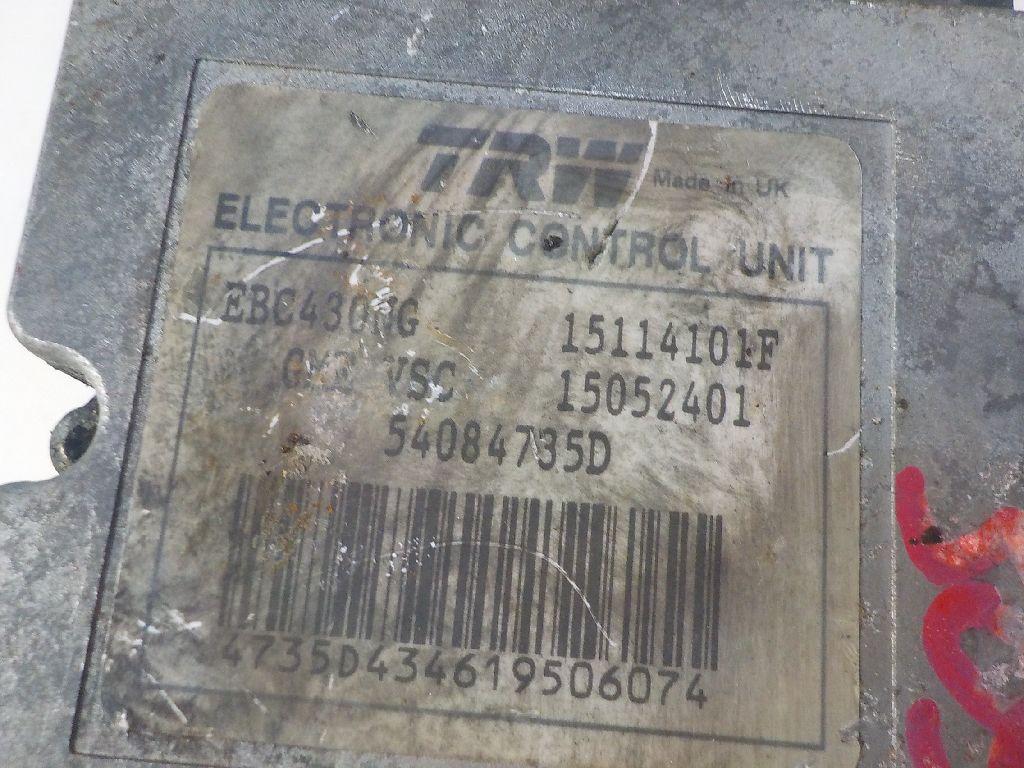 TRW Made in UK
ELECTRONIC CONTROL UNIT
15114101F
VSC 15052401
54084735D
4735D434619506074